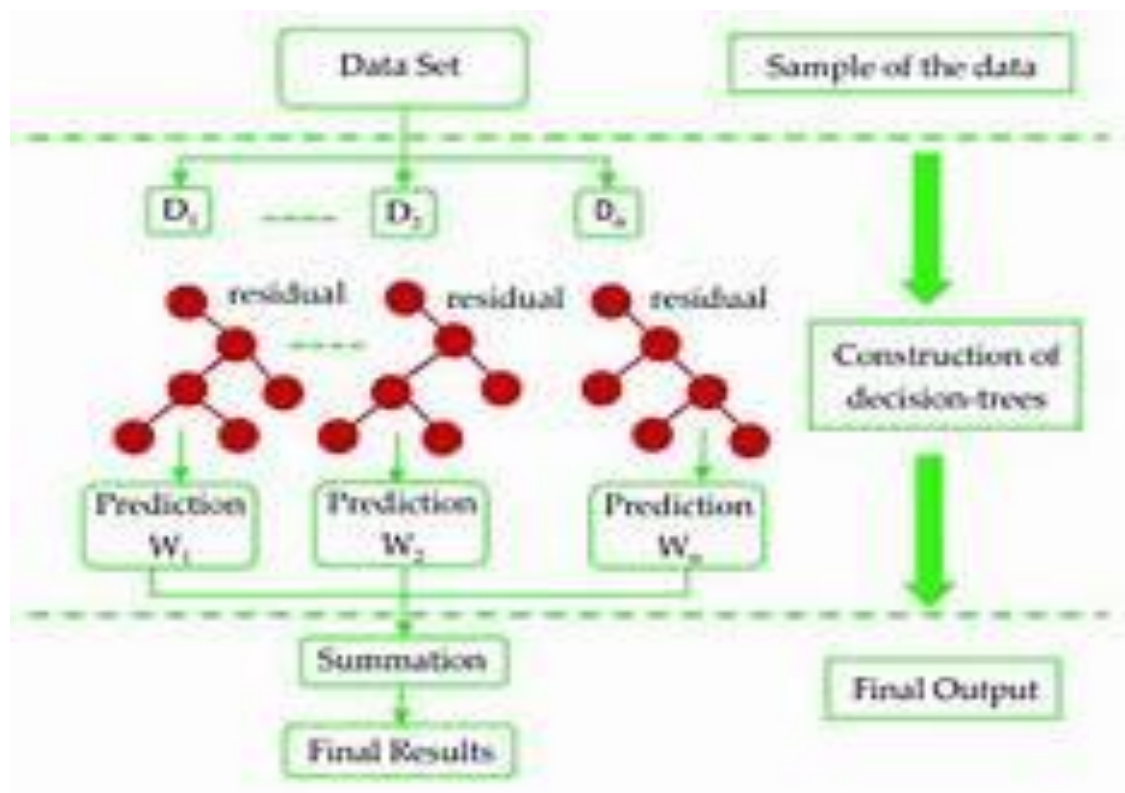 Data Set
Sample of the data
D₁
D₂
Dₙ
residual
residual
residual
Construction of
decision-trees
Prediction
W₁
Prediction
W₂
Prediction
Wₙ
Summation
Final Output
Final Results